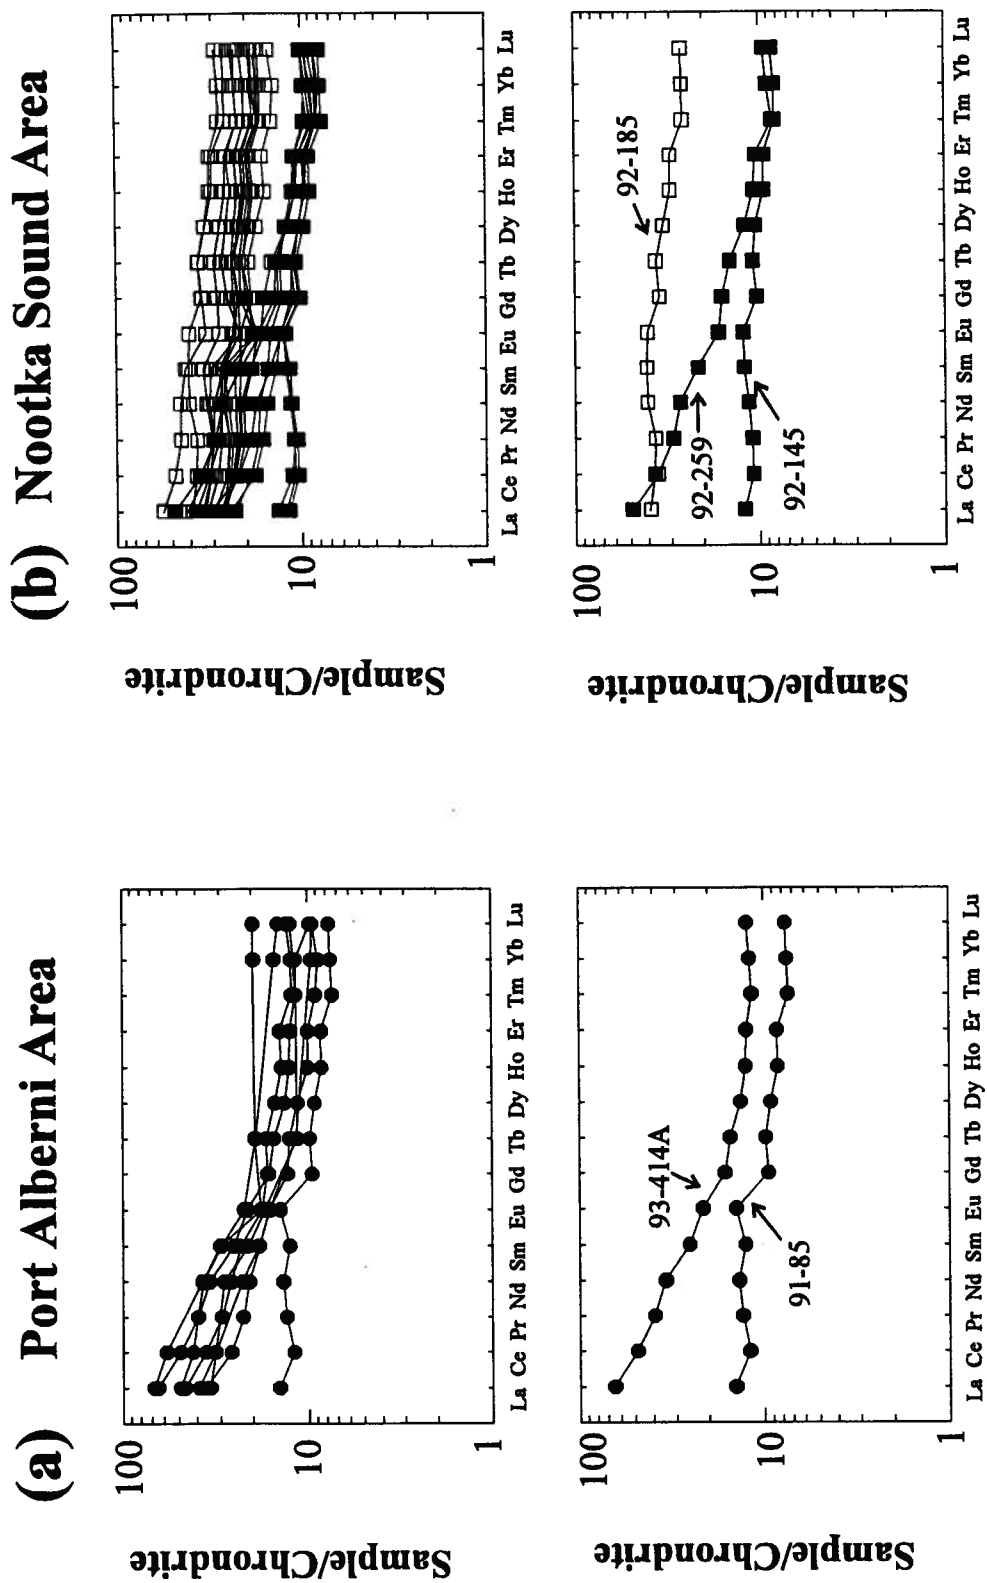 (a) Port Alberni Area
100
10
1
Sample/Chrondrite
La Ce Pr Nd Sm Eu Gd Tb Dy Ho Er Tm Yb Lu
100
10
1
Sample/Chrondrite
93-414A
91-85
La Ce Pr Nd Sm Eu Gd Tb Dy Ho Er Tm Yb Lu
(b) Nootka Sound Area
100
10
1
Sample/Chrondrite
La Ce Pr Nd Sm Eu Gd Tb Dy Ho Er Tm Yb Lu
100
10
1
Sample/Chrondrite
92-185
92-259
92-145
La Ce Pr Nd Sm Eu Gd Tb Dy Ho Er Tm Yb Lu